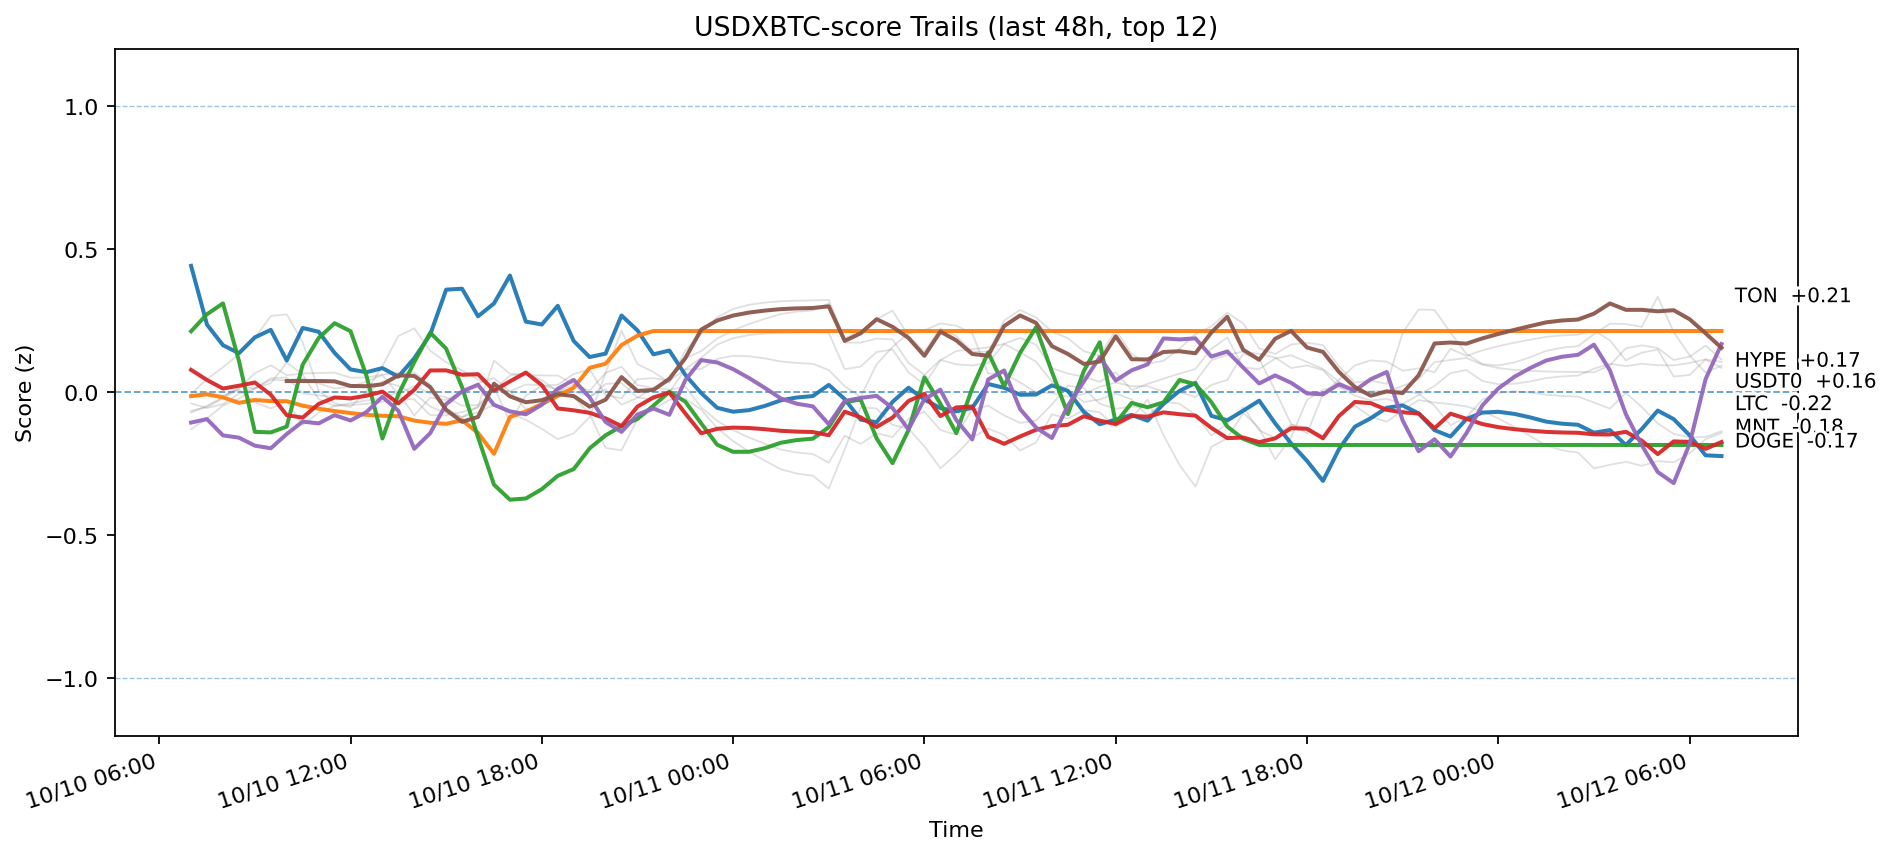 USDXBTC-score Trails (last 48h, top 12)
Score (z)
1.0
0.5
0.0
−0.5
−1.0
TON +0.21
HYPE +0.17
USDT0 +0.16
LTC -0.22
MNT -0.18
DOGE -0.17
10/10 06:00
10/10 12:00
10/10 18:00
10/11 00:00
10/11 06:00
10/11 12:00
10/11 18:00
10/12 00:00
10/12 06:00
Time